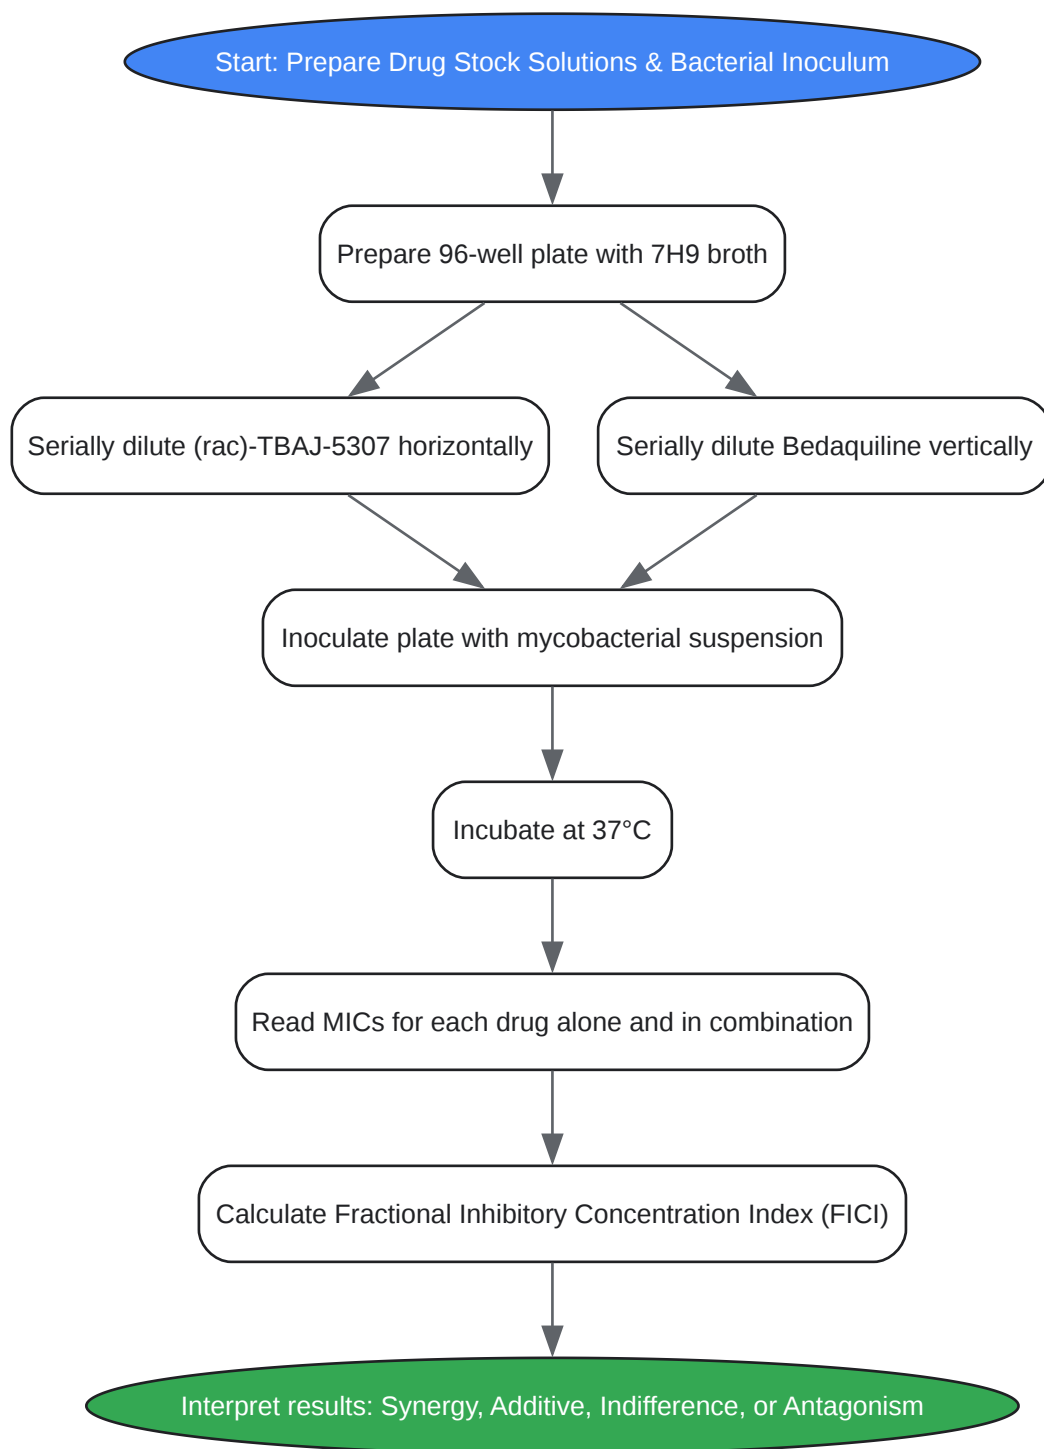 Start: Prepare Drug Stock Solutions & Bacterial Inoculum
Prepare 96-well plate with 7H9 broth
Serially dilute (rac)-TBAJ-5307 horizontally
Serially dilute Bedaquiline vertically
Inoculate plate with mycobacterial suspension
Incubate at 37°C
Read MICs for each drug alone and in combination
Calculate Fractional Inhibitory Concentration Index (FICI)
Interpret results: Synergy, Additive, Indifference, or Antagonism